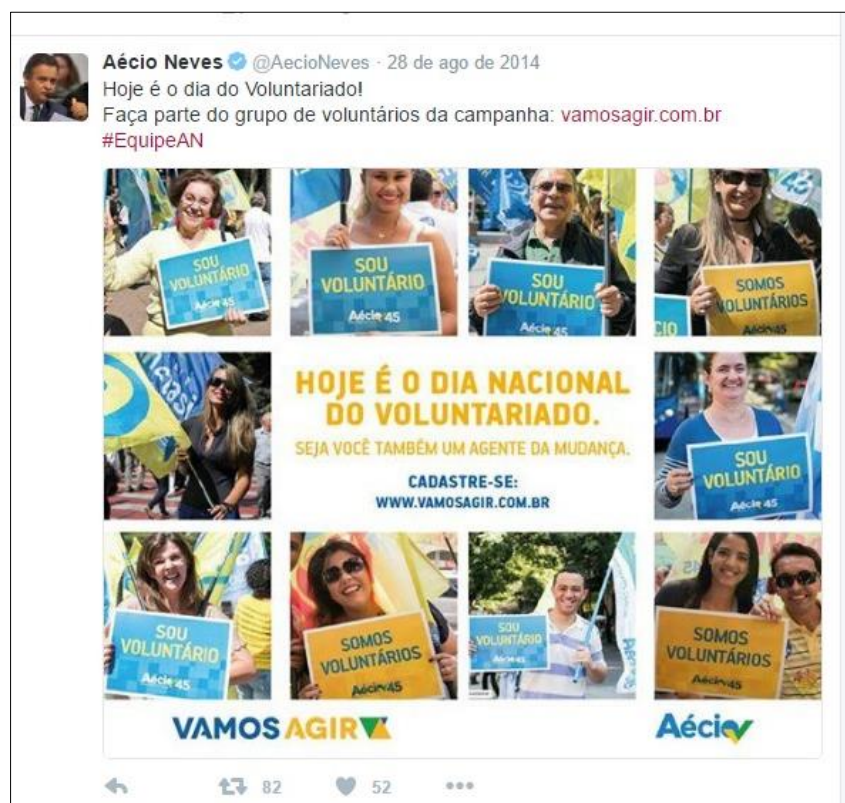 Aécio Neves @AecioNeves · 28 de ago de 2014
Hoje é o dia do Voluntariado!
Faça parte do grupo de voluntários da campanha: vamosagir.com.br
#EquipeAN
SOU
VOLUNTÁRIO
Aécio 45
SOU
VOLUNTÁRIO
Aécio 45
SOU
VOLUNTÁRIO
Aécio 45
SOMOS
VOLUNTÁRIOS
Aécio 45
HOJE É O DIA NACIONAL
DO VOLUNTARIADO.
SEJA VOCÊ TAMBÉM UM AGENTE DA MUDANÇA.
CADASTRE-SE:
WWW.VAMOSAGIR.COM.BR
SOU
VOLUNTÁRIO
Aécio 45
SOU
VOLUNTÁRIO
Aécio 45
SOMOS
VOLUNTÁRIOS
Aécio 45
SOU
VOLUNTÁRIO
Aécio 45
SOMOS
VOLUNTÁRIOS
Aécio 45
VAMOS AGIR
Aécio
82 52